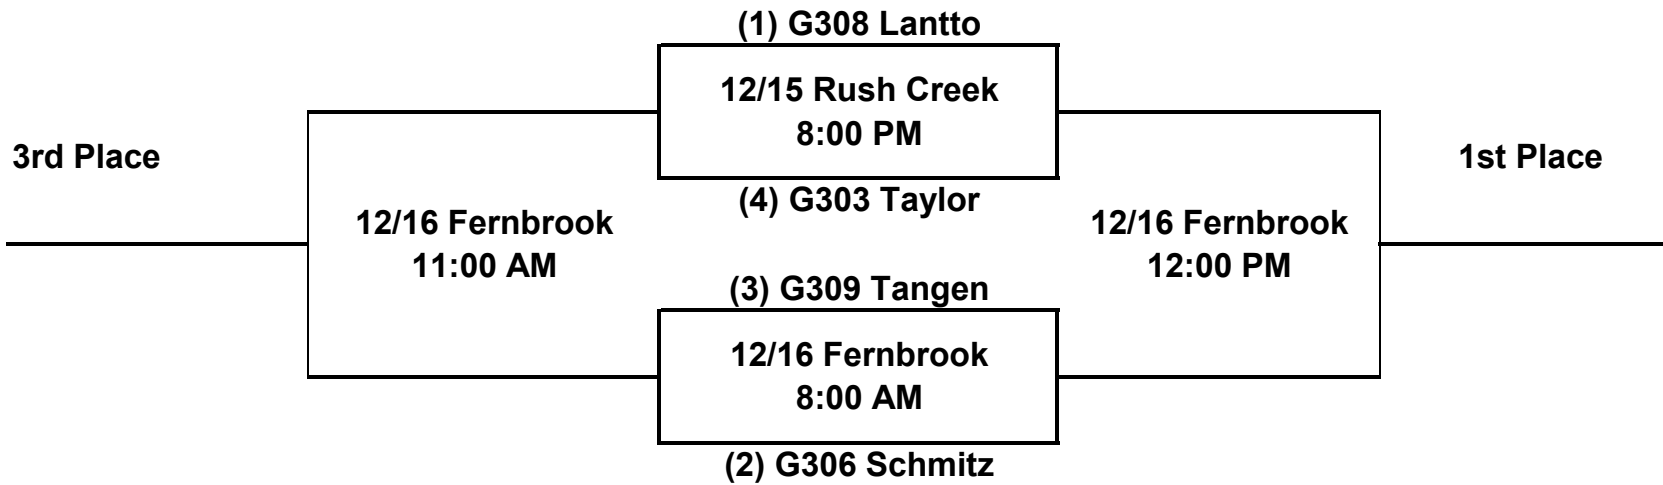 (1) G308 Lantto
12/15 Rush Creek
8:00 PM
3rd Place
1st Place
(4) G303 Taylor
12/16 Fernbrook
11:00 AM
12/16 Fernbrook
12:00 PM
(3) G309 Tangen
12/16 Fernbrook
8:00 AM
(2) G306 Schmitz